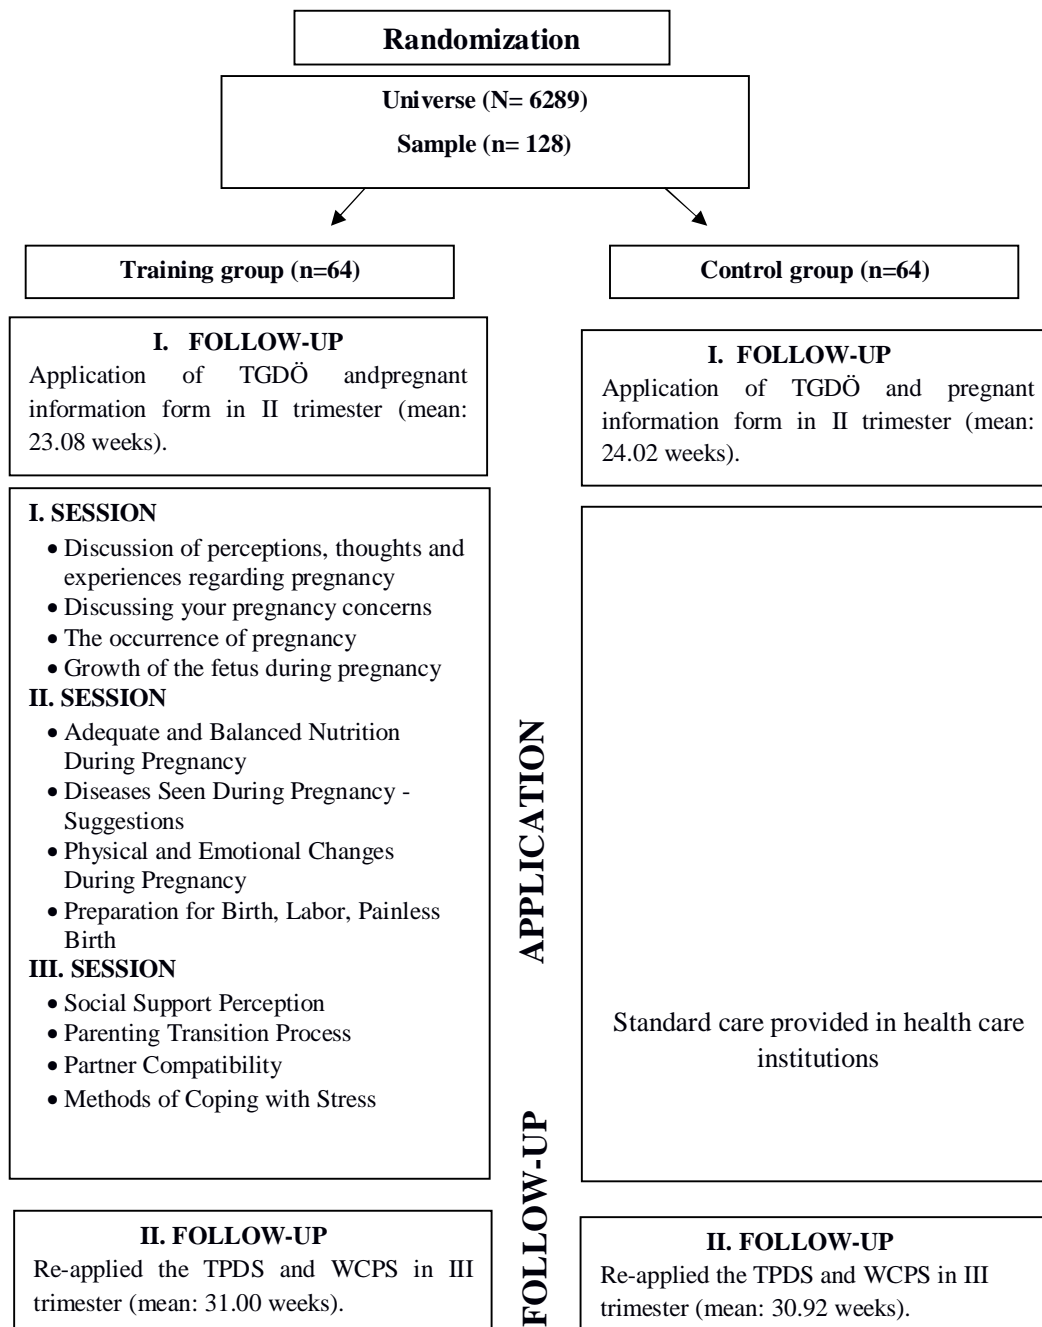 Randomization
Universe (N= 6289)
Sample (n= 128)
Training group (n=64)
Control group (n=64)
I. FOLLOW-UP
Application of TGDÖ andpregnant
information form in II trimester (mean:
23.08 weeks).
I. FOLLOW-UP
Application of TGDÖ and pregnant
information form in II trimester (mean:
24.02 weeks).
I. SESSION
• Discussion of perceptions, thoughts and
experiences regarding pregnancy
• Discussing your pregnancy concerns
• The occurrence of pregnancy
• Growth of the fetus during pregnancy
II. SESSION
• Adequate and Balanced Nutrition
During Pregnancy
• Diseases Seen During Pregnancy -
Suggestions
• Physical and Emotional Changes
During Pregnancy
• Preparation for Birth, Labor, Painless
Birth
III. SESSION
• Social Support Perception
• Parenting Transition Process
• Partner Compatibility
• Methods of Coping with Stress
APPLICATION
Standard care provided in health care
institutions
FOLLOW-UP
II. FOLLOW-UP
Re-applied the TPDS and WCPS in III
trimester (mean: 31.00 weeks).
II. FOLLOW-UP
Re-applied the TPDS and WCPS in III
trimester (mean: 30.92 weeks).